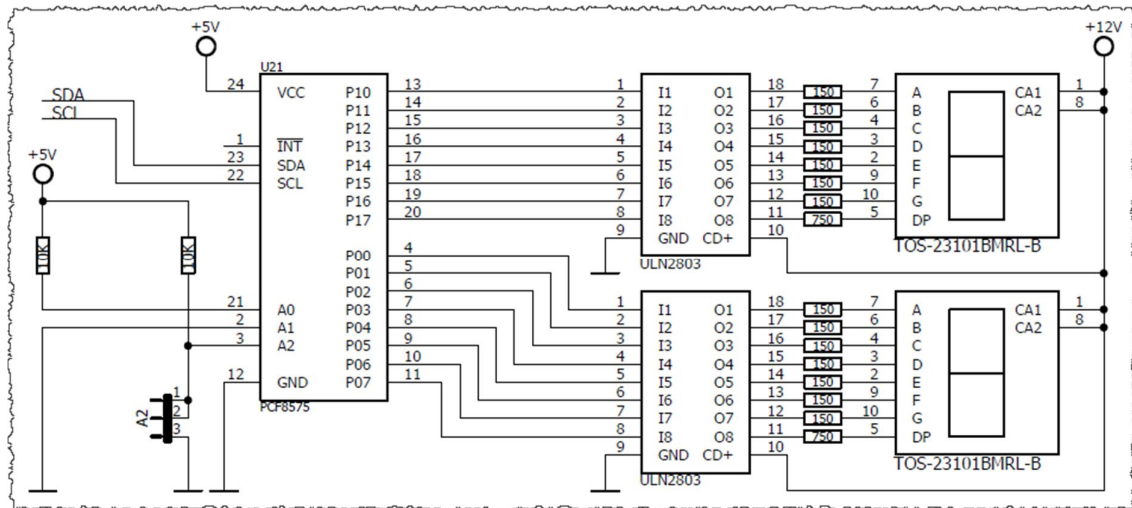 +5V
+12V
U21
24 VCC P10 13 1 I1 O1 18 150 7 A CA1 1
SDA
SCL
P11 14 2 I2 O2 17 150 6 B CA2 8
P12 15 3 I3 O3 16 150 4 C
1 INT P13 16 4 I4 O4 15 150 3 D
+5V
23 SDA P14 17 5 I5 O5 14 150 2 E
22 SCL P15 18 6 I6 O6 13 150 9 F
P16 19 7 I7 O7 12 150 10 G
P17 20 8 I8 O8 11 750 5 DP
9 GND CD+ 10
TOS-23101BMRL-B
10K 10K
P00 4
ULN2803
P01 5
P02 6
21 A0 P03 7 1 I1 O1 18 150 7 A CA1 1
2 A1 P04 8 2 I2 O2 17 150 6 B CA2 8
3 A2 P05 9 3 I3 O3 16 150 4 C
P06 10 4 I4 O4 15 150 3 D
12 GND P07 11 5 I5 O5 14 150 2 E
PCF8575
A2 1 2 3
6 I6 O6 13 150 9 F
7 I7 O7 12 150 10 G
8 I8 O8 11 750 5 DP
9 GND CD+ 10
TOS-23101BMRL-B
ULN2803